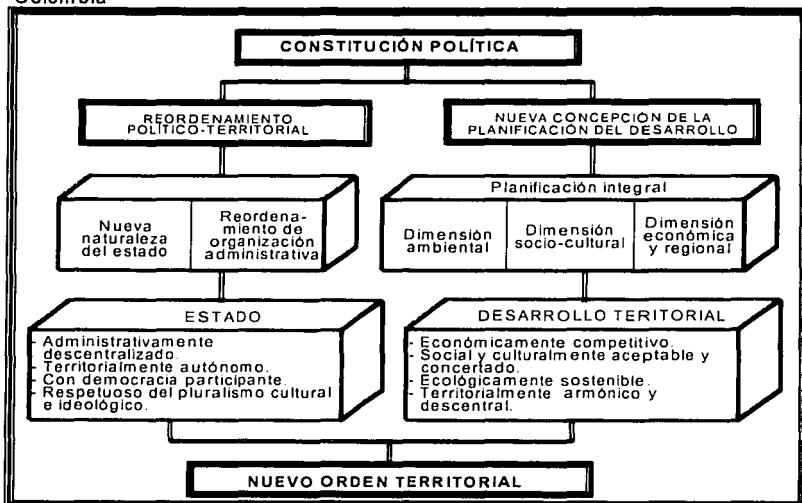 Colombia
CONSTITUCIÓN POLÍTICA
REORDENAMIENTO
POLÍTICO-TERRITORIAL
NUEVA CONCEPCIÓN DE LA
PLANIFICACIÓN DEL DESARROLLO
Nueva
naturaleza
del estado
Reordena-
miento de
organización
administrativa
Planificación integral
Dimensión
ambiental
Dimensión
socio-cultural
Dimensión
económica
y regional
ESTADO
- Administrativamente
descentralizado.
- Territorialmente autónomo.
- Con democracia participante.
- Respetuoso del pluralismo cultural
e ideológico.
DESARROLLO TERITORIAL
- Económicamente competitivo.
- Social y culturalmente aceptable y
concertado.
- Ecológicamente sostenible.
- Territorialmente armónico y
descentral.
NUEVO ORDEN TERRITORIAL